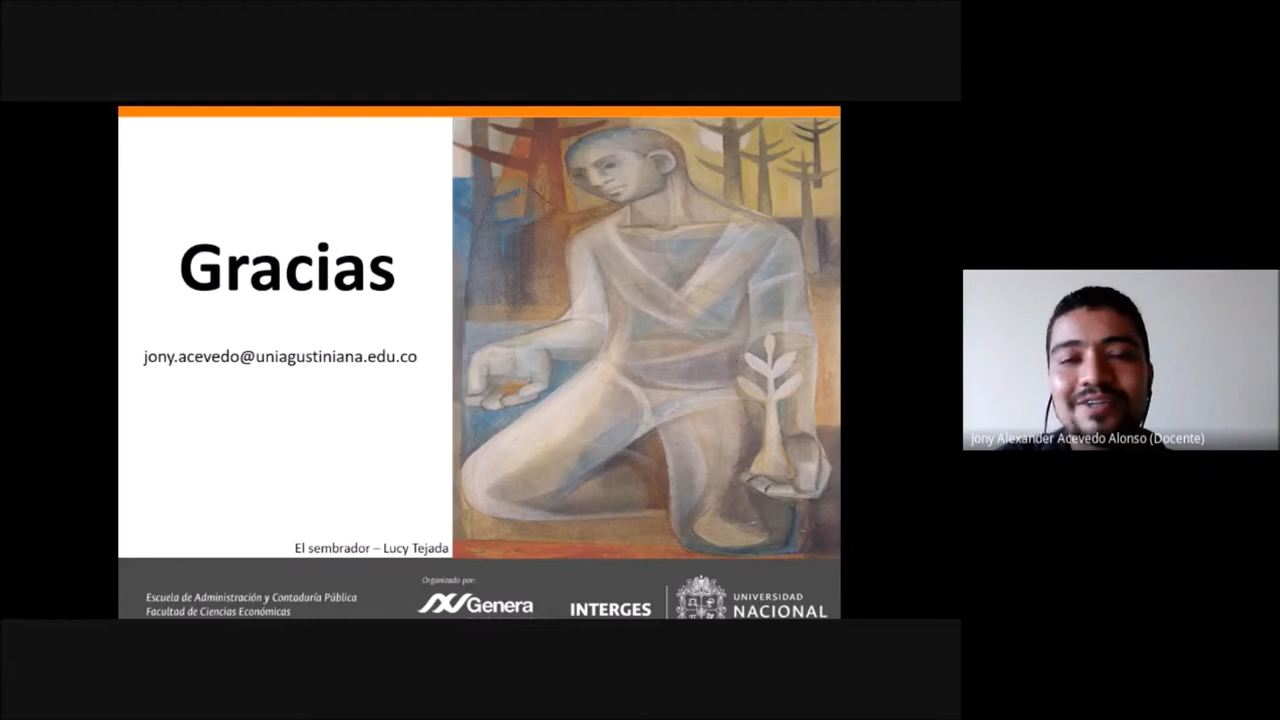 Gracias
jony.acevedo@uniagustiniana.edu.co
El sembrador – Lucy Tejada
Escuela de Administración y Contaduría Pública
Facultad de Ciencias Económicas
Organizado por:
Genera
INTERGES
UNIVERSIDAD
NACIONAL
Jony Alexander Acevedo Alonso (Docente)